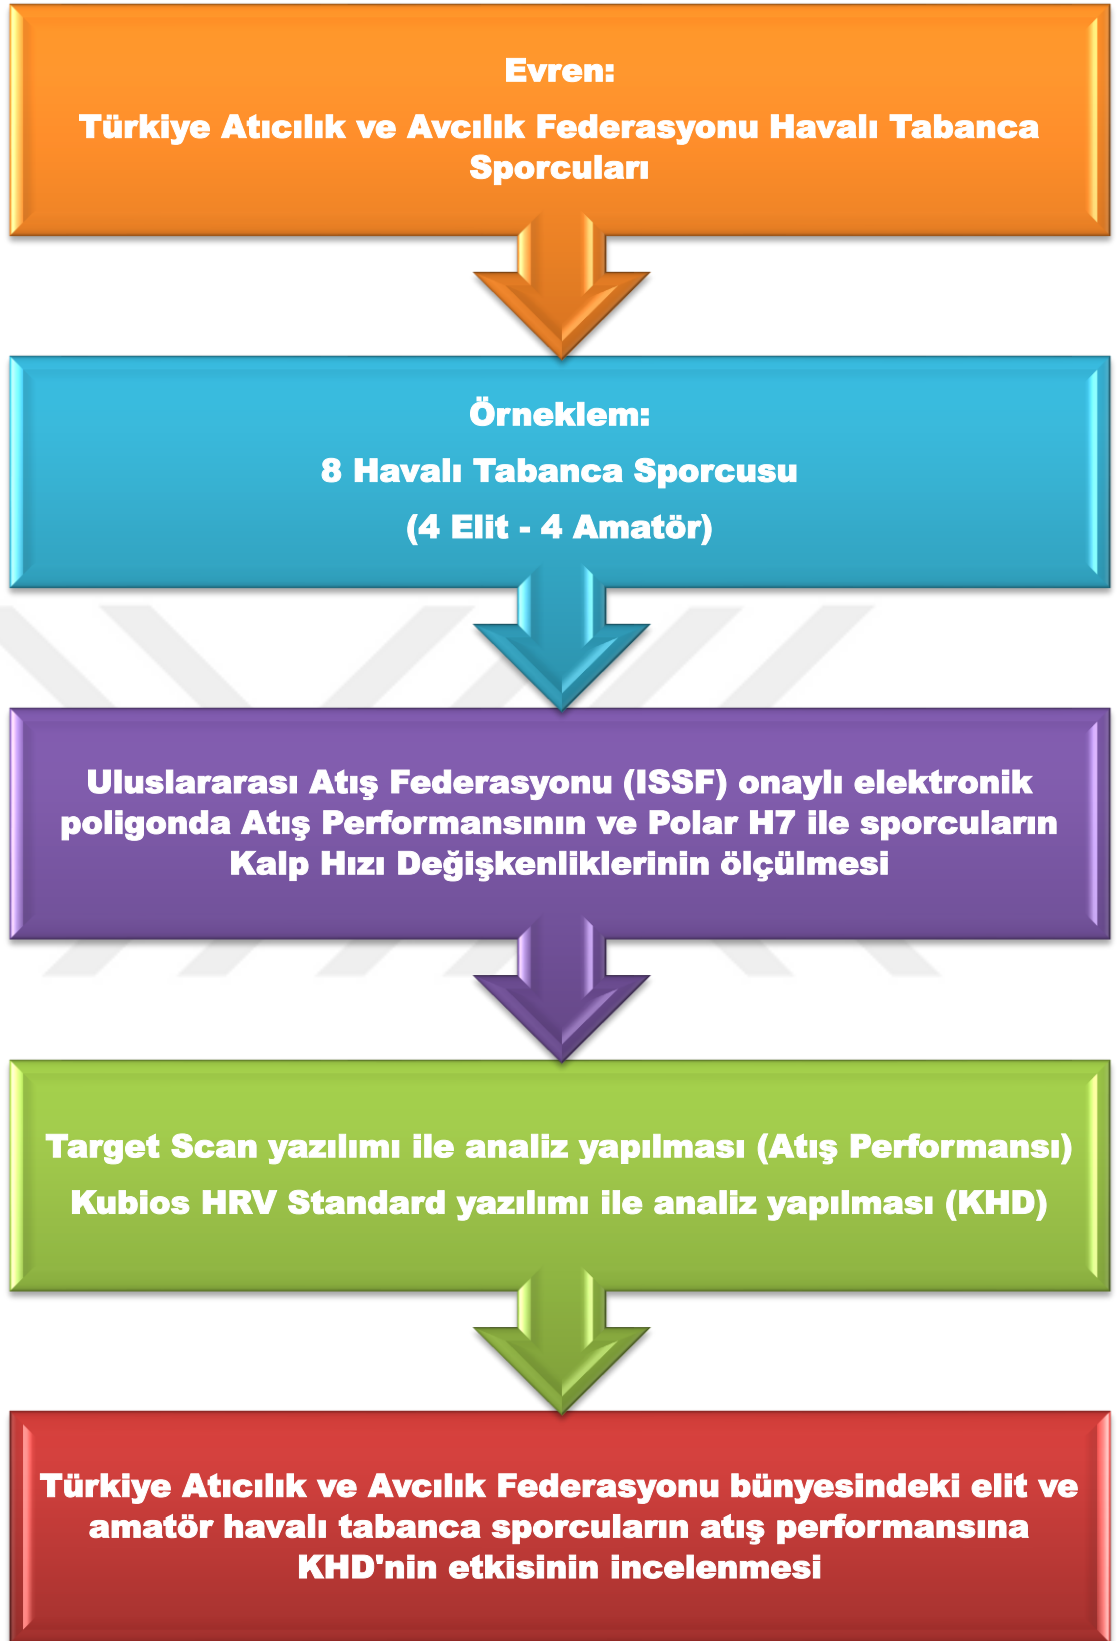 Evren:
Türkiye Atıcılık ve Avcılık Federasyonu Havalı Tabanca
Sporcuları
Örneklem:
8 Havalı Tabanca Sporcusu
(4 Elit - 4 Amatör)
Uluslararası Atış Federasyonu (ISSF) onaylı elektronik
poligonda Atış Performansının ve Polar H7 ile sporcuların
Kalp Hızı Değişkenliklerinin ölçülmesi
Target Scan yazılımı ile analiz yapılması (Atış Performansı)
Kubios HRV Standard yazılımı ile analiz yapılması (KHD)
Türkiye Atıcılık ve Avcılık Federasyonu bünyesindeki elit ve
amatör havalı tabanca sporcuların atış performansına
KHD'nin etkisinin incelenmesi